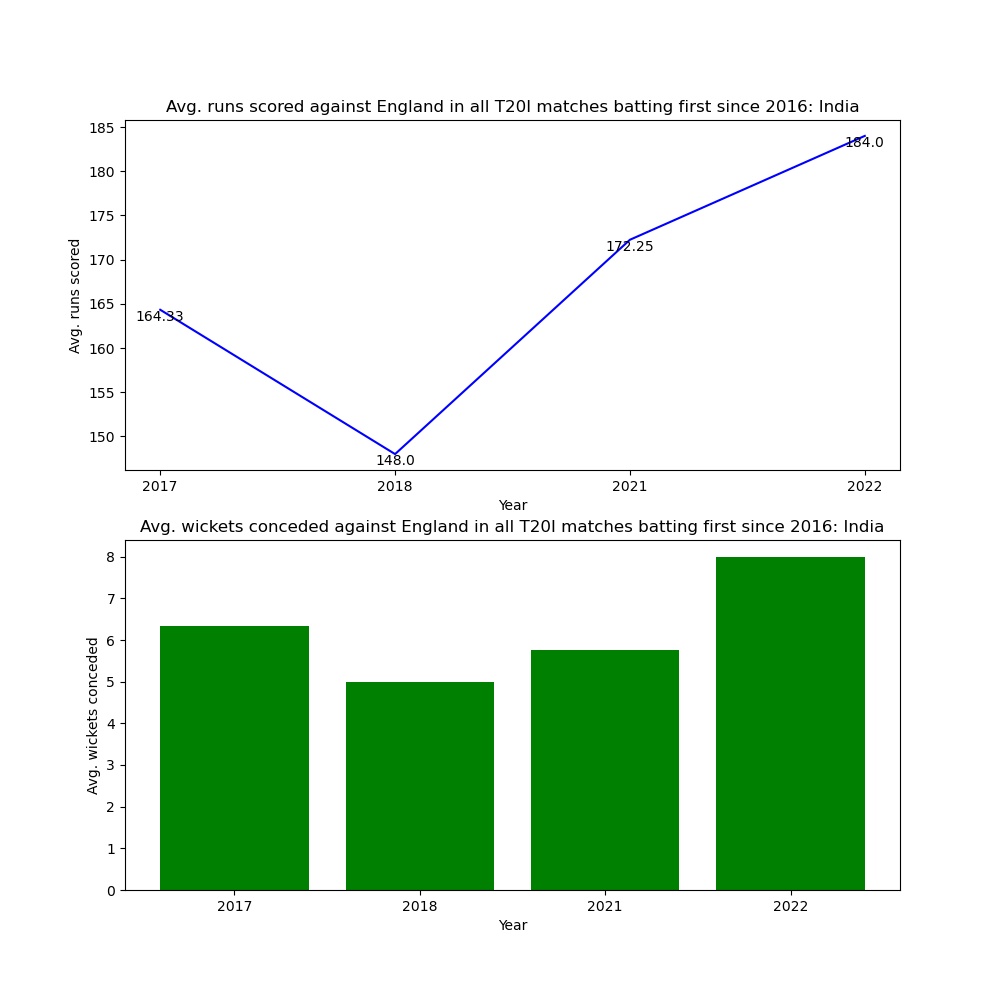 Avg. runs scored against England in all T20I matches batting first since 2016: India
185
180
175
170
165
160
155
150
Avg. runs scored
164.33
148.0
172.25
184.0
2017 2018 2021 2022
Year
Avg. wickets conceded against England in all T20I matches batting first since 2016: India
8
7
6
5
4
3
2
1
0
Avg. wickets conceded
2017 2018 2021 2022
Year